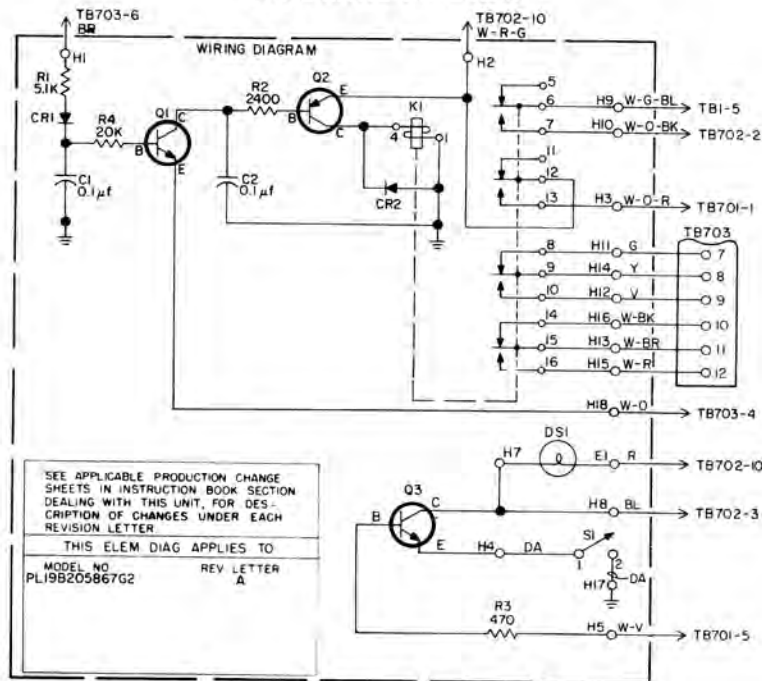 TB703-6
BR
H1
WIRING DIAGRAM
TB702-10
W-R-G
H2
R1
5.1K
CR1
R4
20K
B
Q1
C
E
C1
0.1µf
R2
2400
C2
0.1µf
Q2
B
E
C
K1
4
1
CR2
5
6 H9 W-G-BL TB1-5
7 H10 W-O-BK TB702-2
11
12
13 H3 W-O-R TB701-1
TB703
8 H11 G 7
9 H14 Y 8
10 H12 V 9
14 H16 W-BK 10
15 H13 W-BR 11
16 H15 W-R 12
H18 W-O TB703-4
DS1
H7 E1 R TB702-10
Q3
B
C
E
H8 BL TB702-3
H4 DA S1
1 2
DA
H17
R3
470
H5 W-V TB701-5
SEE APPLICABLE PRODUCTION CHANGE
SHEETS IN INSTRUCTION BOOK SECTION
DEALING WITH THIS UNIT, FOR DES-
CRIPTION OF CHANGES UNDER EACH
REVISION LETTER
THIS ELEM DIAG APPLIES TO
MODEL NO REV LETTER
PL19B205867G2 A